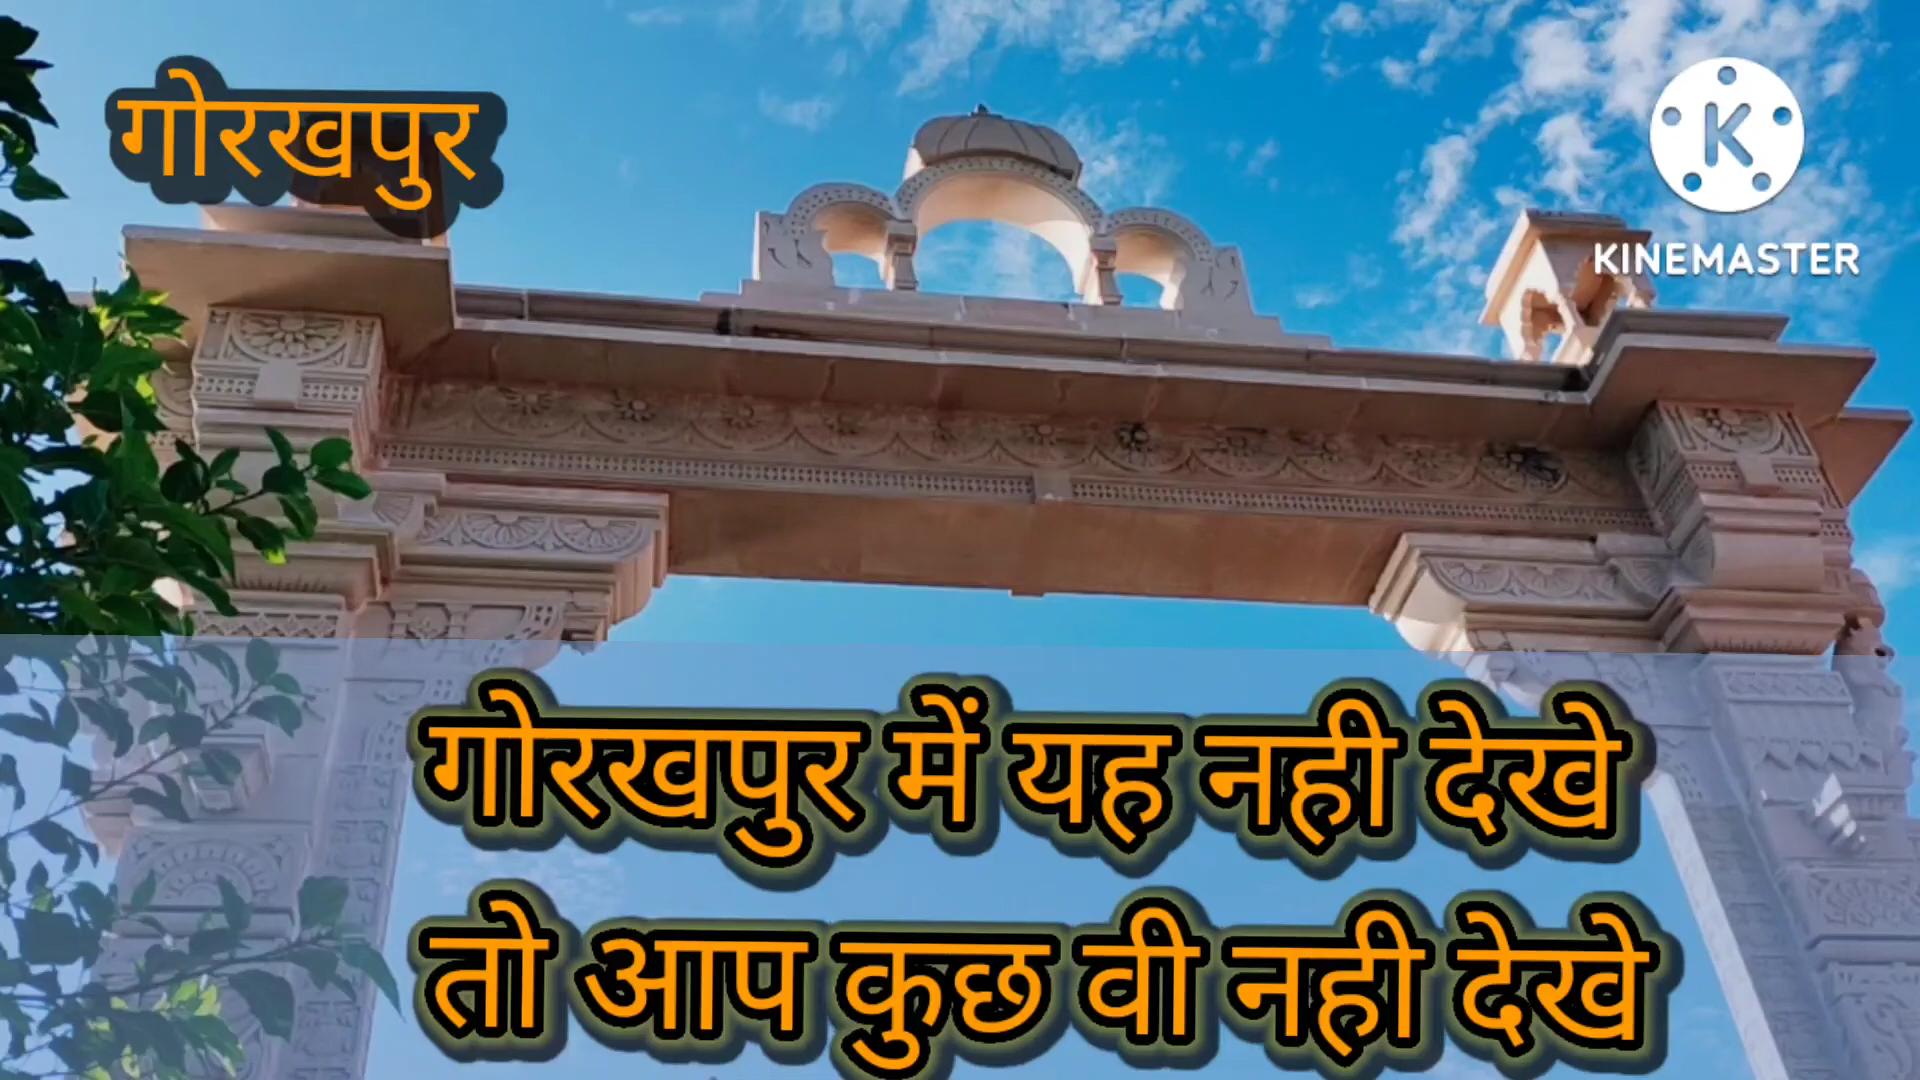 गोरखपुर
KINEMASTER
गोरखपुर में यह नही देखे
तो आप कुछ वी नही देखे